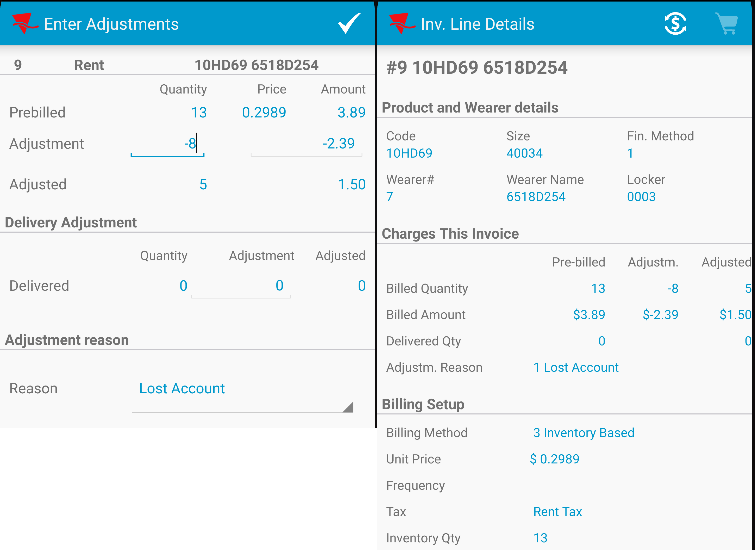 Enter Adjustments
9 Rent 10HD69 6518D254
Quantity Price Amount
Prebilled 13 0.2989 3.89
Adjustment -8 -2.39
Adjusted 5 1.50
Delivery Adjustment
Quantity Adjustment Adjusted
Delivered 0 0 0
Adjustment reason
Reason Lost Account
Inv. Line Details
#9 10HD69 6518D254
Product and Wearer details
Code Size Fin. Method
10HD69 40034 1
Wearer# Wearer Name Locker
7 6518D254 0003
Charges This Invoice
Pre-billed Adjustm. Adjusted
Billed Quantity 13 -8 5
Billed Amount $3.89 $-2.39 $1.50
Delivered Qty 0 0
Adjustm. Reason 1 Lost Account
Billing Setup
Billing Method 3 Inventory Based
Unit Price $ 0.2989
Frequency
Tax Rent Tax
Inventory Qty 13